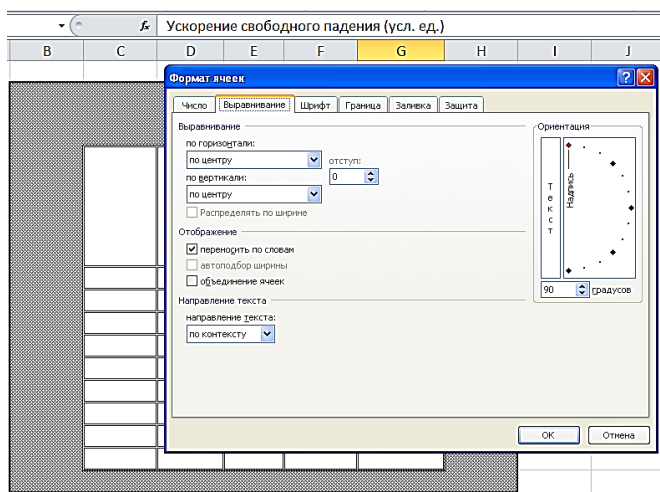 fx Ускорение свободного падения (усл. ед.)
B C D E F G H I J
Формат ячеек
Число Выравнивание Шрифт Граница Заливка Защита
Выравнивание
по горизонтали:
по центру
отступ:
по вертикали:
0
по центру
Распределять по ширине
Отображение
переносить по словам
автоподбор ширины
объединение ячеек
Направление текста
направление текста:
по контексту
Ориентация
Текст
Надпись
90 градусов
ОК Отмена